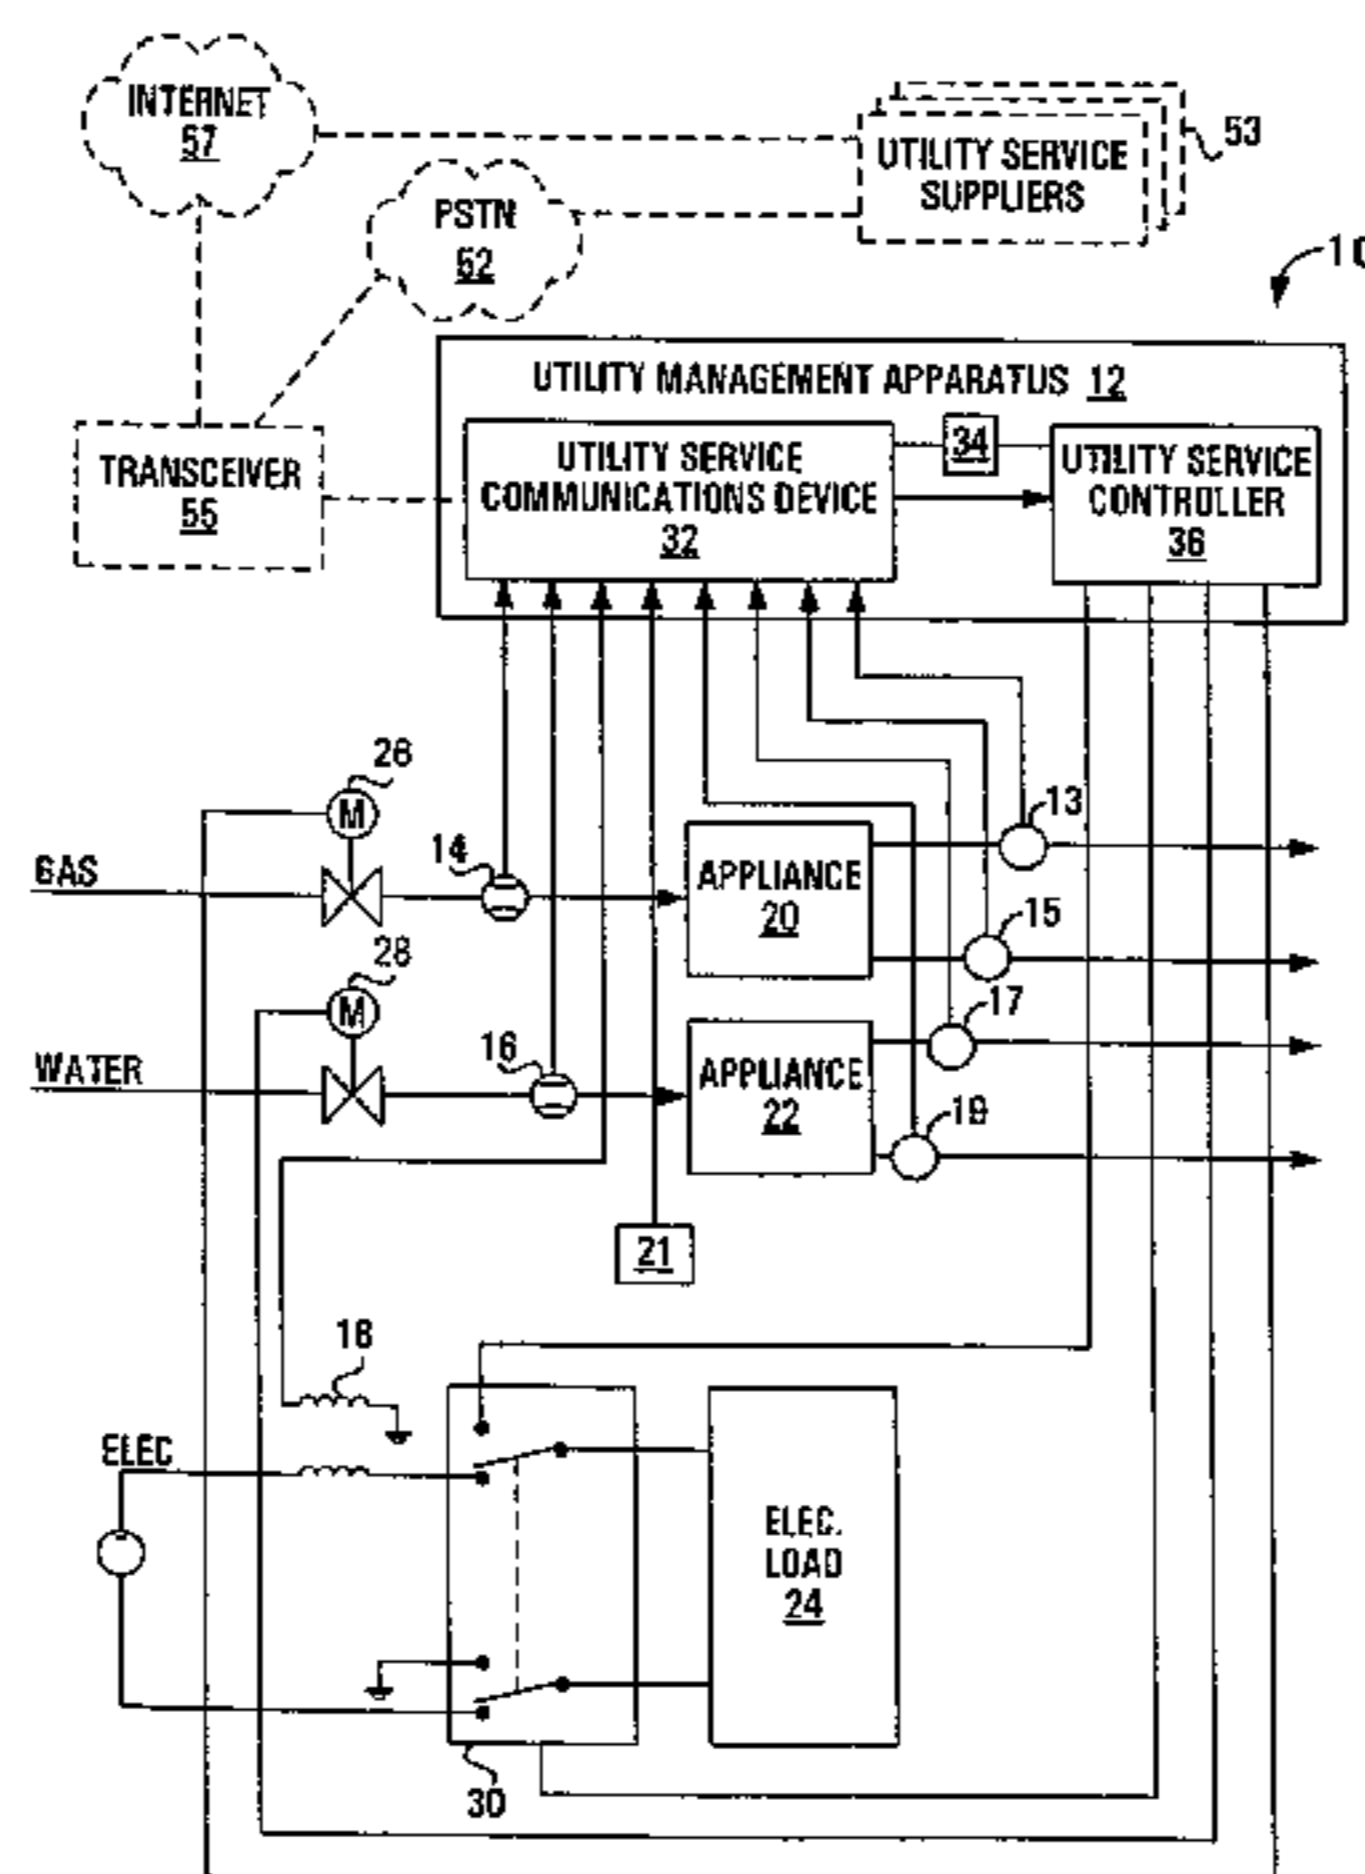 INTERNET
57
UTILITY SERVICE
SUPPLIERS
53
PSTN
52
10
UTILITY MANAGEMENT APPARATUS 12
TRANSCEIVER
55
UTILITY SERVICE
COMMUNICATIONS DEVICE
32
34
UTILITY SERVICE
CONTROLLER
36
26
M
GAS
14
APPLIANCE
20
13
15
28
M
WATER
16
APPLIANCE
22
17
19
21
18
ELEC
ELEC.
LOAD
24
30